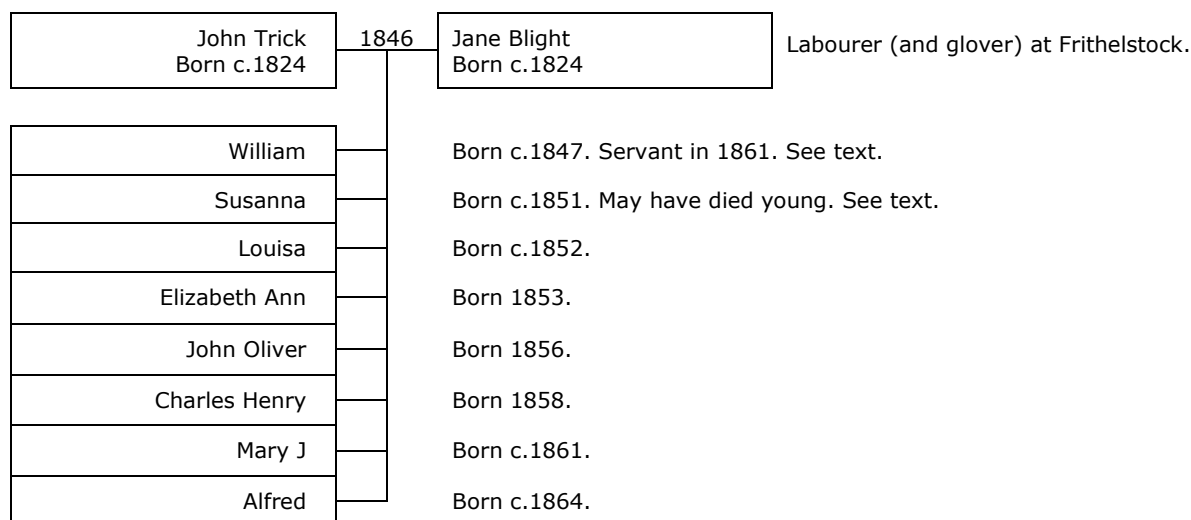 John Trick 1846 Jane Blight Labourer (and glover) at Frithelstock.
Born c.1824 Born c.1824
William Born c.1847. Servant in 1861. See text.
Susanna Born c.1851. May have died young. See text.
Louisa Born c.1852.
Elizabeth Ann Born 1853.
John Oliver Born 1856.
Charles Henry Born 1858.
Mary J Born c.1861.
Alfred Born c.1864.